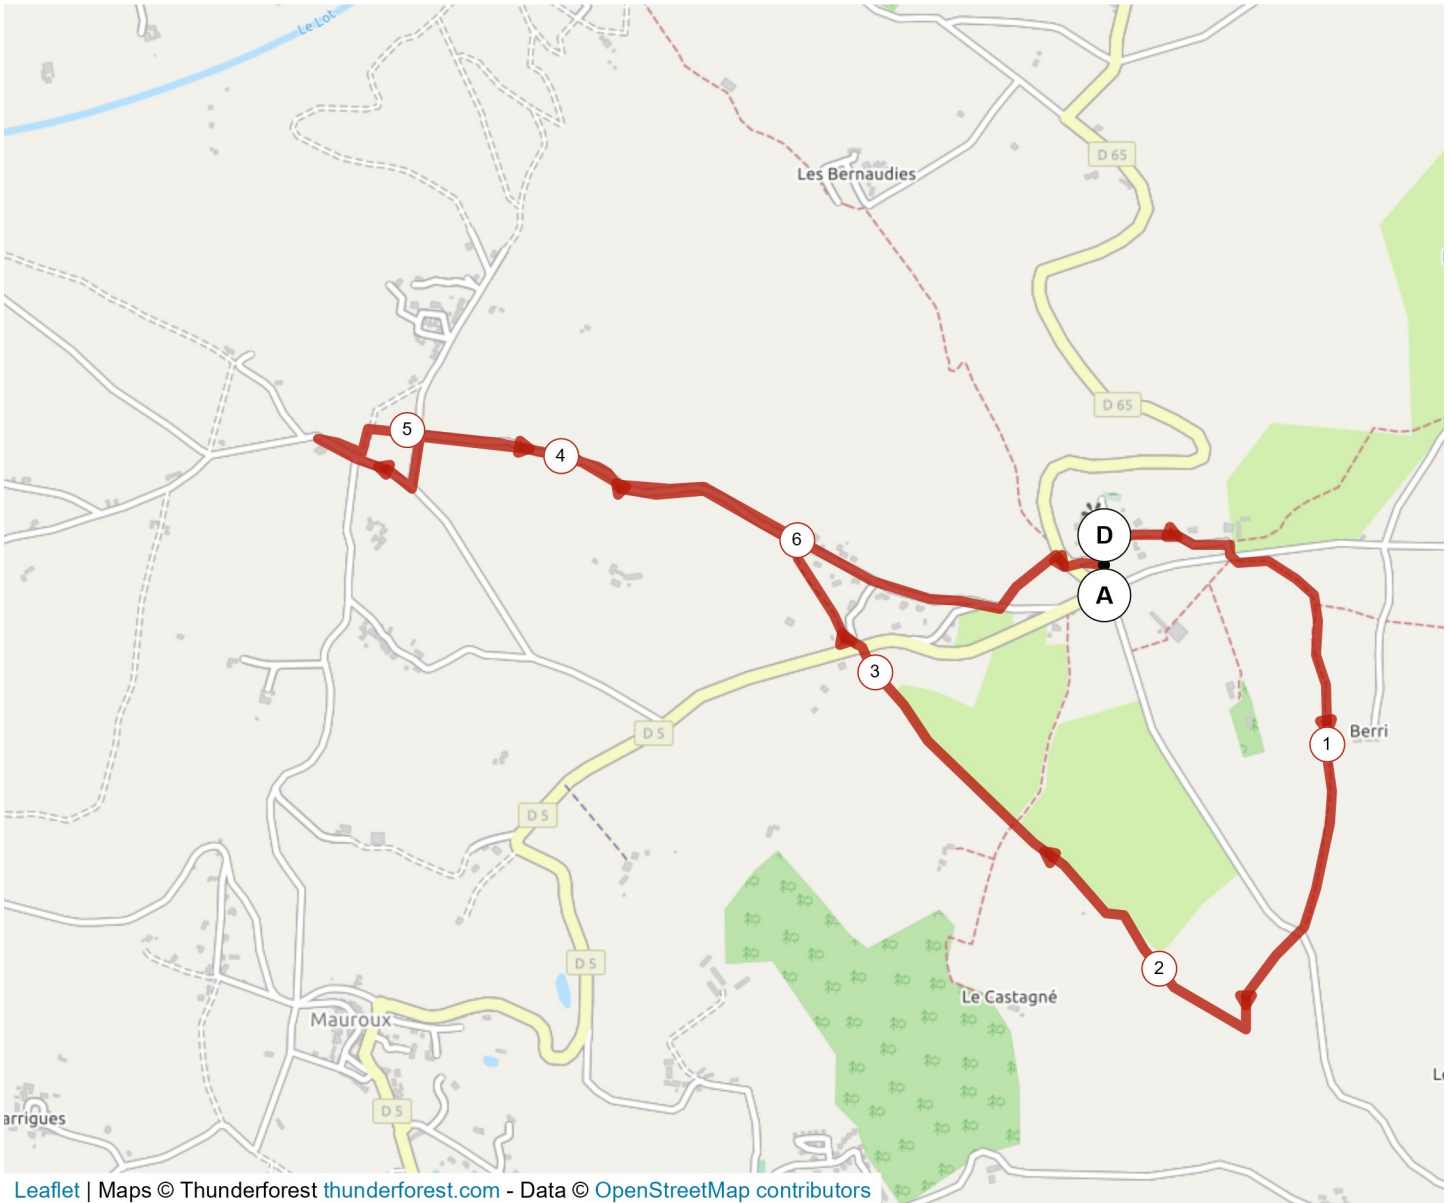 Le Lot
D 65
Les Bernaudies
D 65
5
4
D
6
A
3
D 5
1
Berri
D 5
D 5
2
Le Castagné
Mauroux
D 5
arrigues
Leaflet | Maps © Thunderforest thunderforest.com - Data © OpenStreetMap contributors